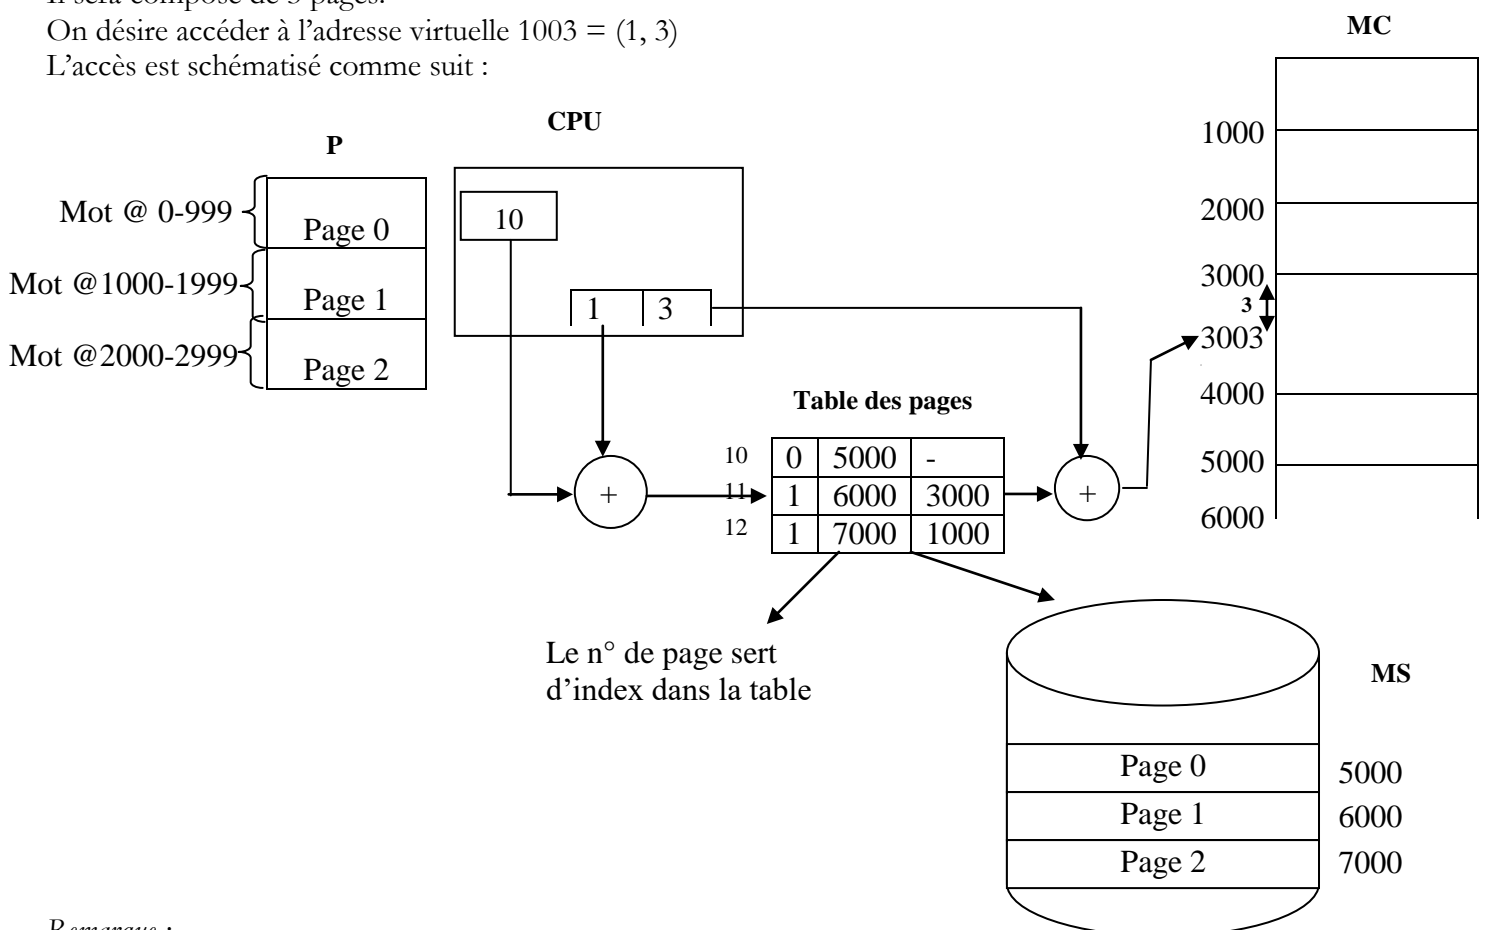 Il sera composé de 3 pages.
On désire accéder à l'adresse virtuelle 1003 = (1, 3)
L'accès est schématisé comme suit :
MC
CPU
P
1000
Mot @ 0-999
Page 0
10
2000
Mot @1000-1999
Page 1
1 3
3000
3
3003
Mot @2000-2999
Page 2
4000
Table des pages
10 0 5000 -
5000
11 1 6000 3000
+
+
6000
12 1 7000 1000
Le n° de page sert
d'index dans la table
MS
Page 0 5000
Page 1 6000
Page 2 7000
Remarque :